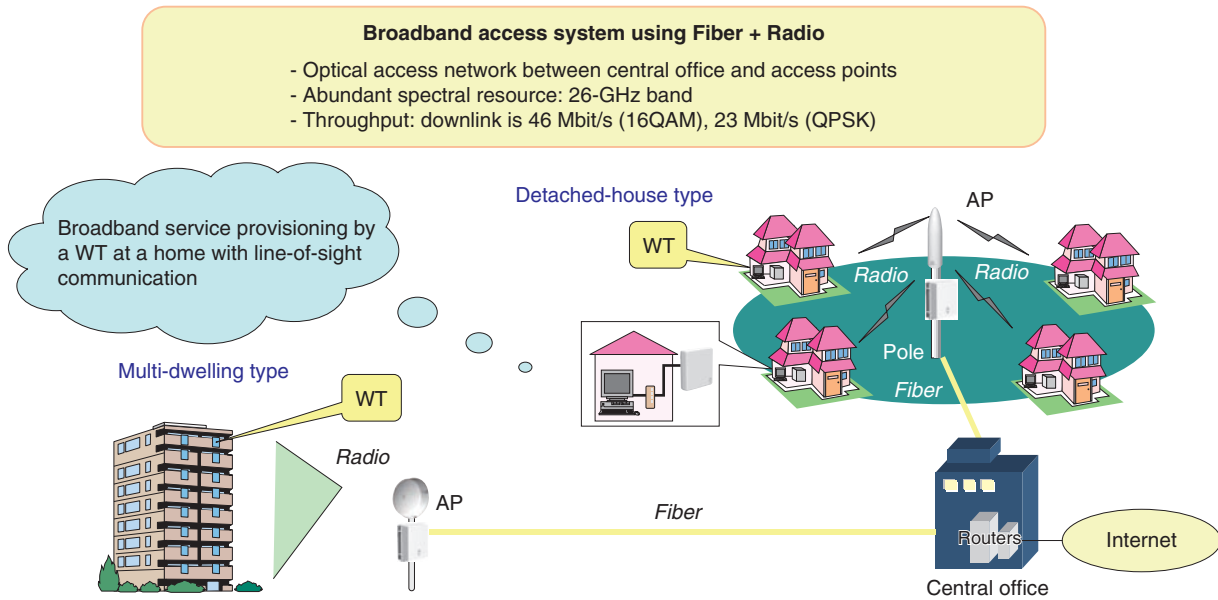 Broadband access system using Fiber + Radio
- Optical access network between central office and access points
- Abundant spectral resource: 26-GHz band
- Throughput: downlink is 46 Mbit/s (16QAM), 23 Mbit/s (QPSK)
Broadband service provisioning by
a WT at a home with line-of-sight
communication
Detached-house type
AP
WT
Radio
Radio
Pole
Fiber
Multi-dwelling type
WT
Radio
AP
Fiber
Routers
Internet
Central office